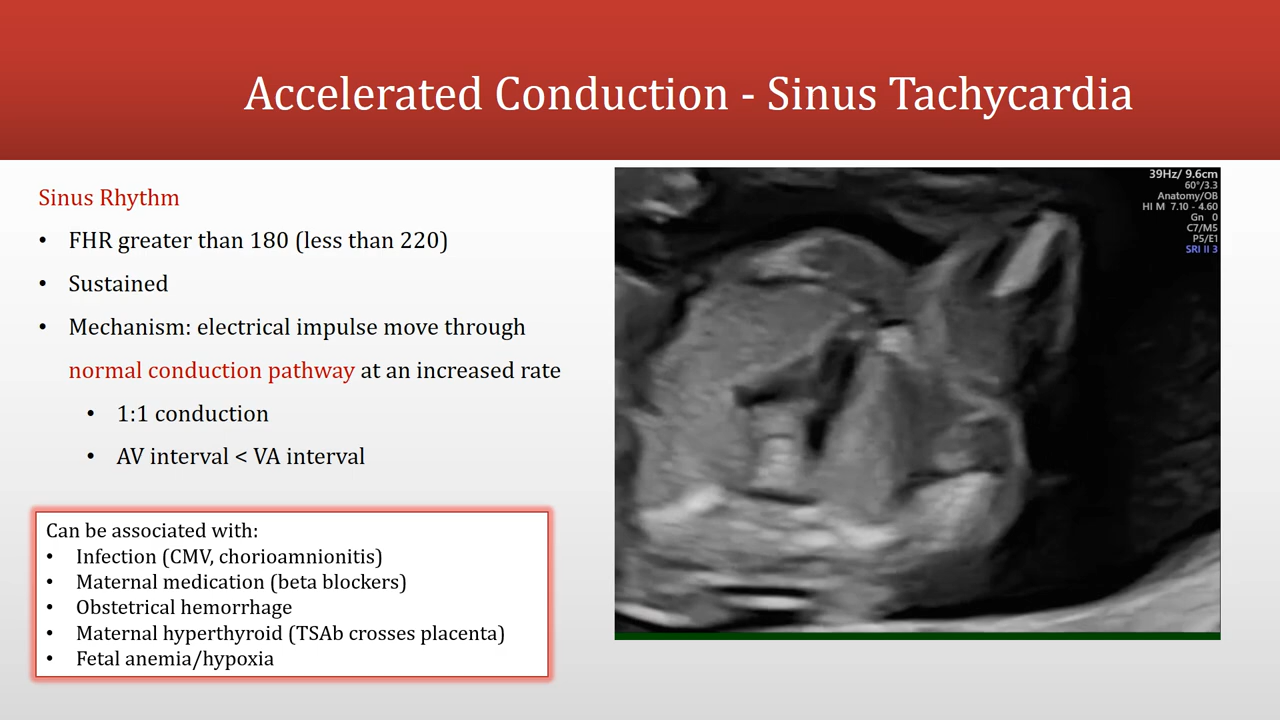 Accelerated Conduction - Sinus Tachycardia
Sinus Rhythm
• FHR greater than 180 (less than 220)
• Sustained
• Mechanism: electrical impulse move through
normal conduction pathway at an increased rate
• 1:1 conduction
• AV interval < VA interval
Can be associated with:
• Infection (CMV, chorioamnionitis)
• Maternal medication (beta blockers)
• Obstetrical hemorrhage
• Maternal hyperthyroid (TSAb crosses placenta)
• Fetal anemia/hypoxia
39Hz/ 9.6cm
60°/3.3
Anatomy/OB
HI M 7.10 - 4.60
Gn 0
C7/M5
P5/E1
SRI II 3